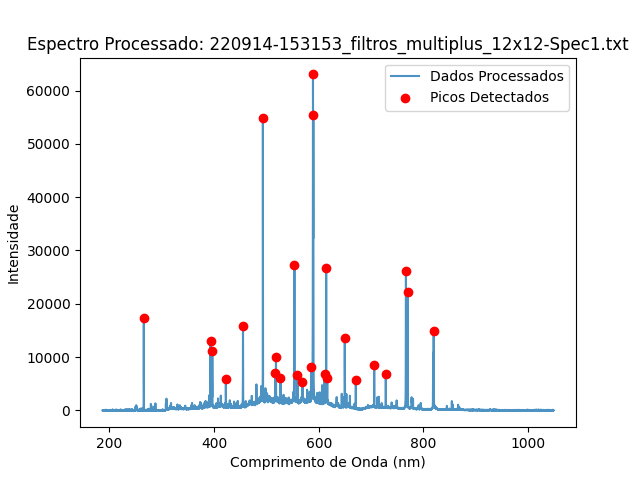 Espectro Processado: 220914-153153_filtros_multiplus_12x12-Spec1.txt
Dados Processados
Picos Detectados
Intensidade
60000
50000
40000
30000
20000
10000
0
200 400 600 800 1000
Comprimento de Onda (nm)